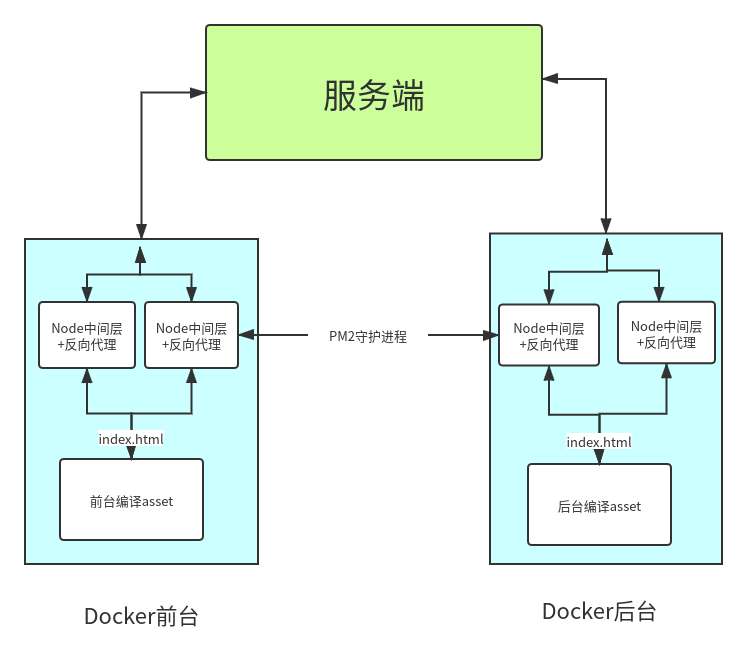 服务端
Node中间层
+反向代理
Node中间层
+反向代理
PM2守护进程
Node中间层
+反向代理
Node中间层
+反向代理
index.html
前台编译asset
index.html
后台编译asset
Docker前台
Docker后台